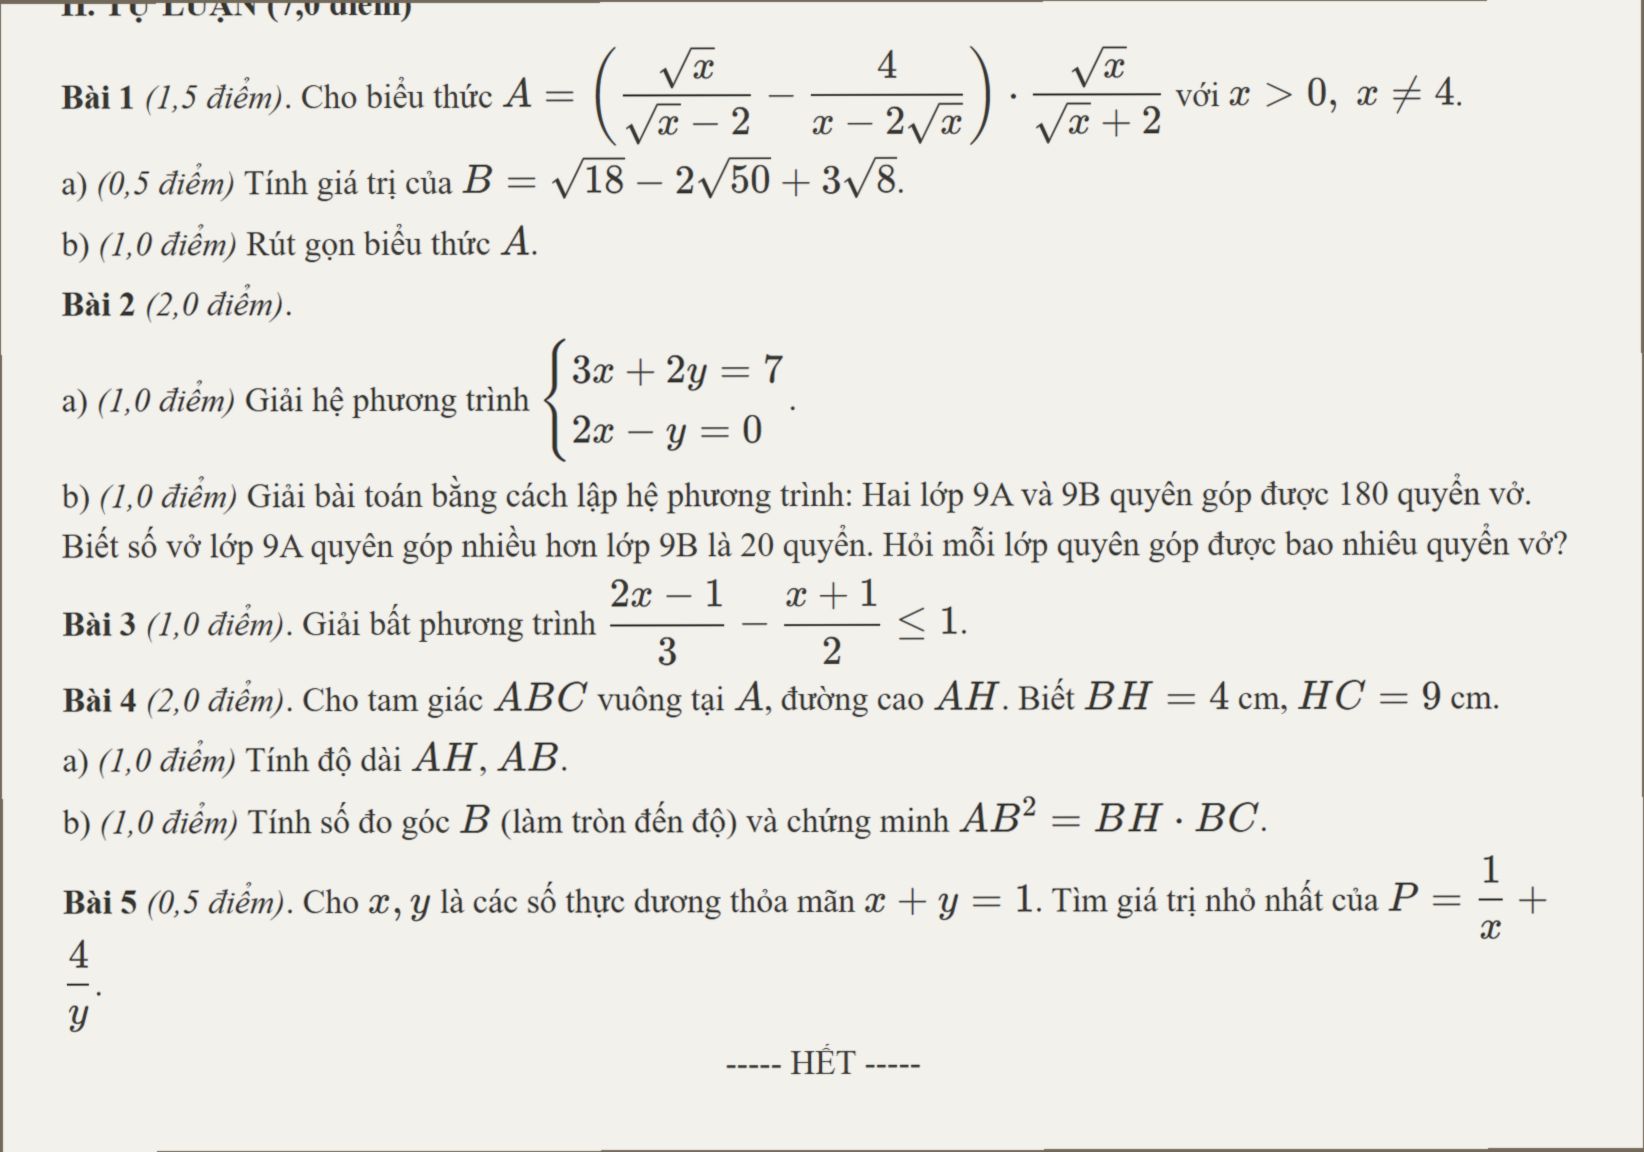 II. TỰ LUẬN (7,0 điểm)
Bài 1 (1,5 điểm). Cho biểu thức A = (√x/(√x − 2) − 4/(x − 2√x)) · √x/(√x + 2) với x > 0, x ≠ 4.
a) (0,5 điểm) Tính giá trị của B = √18 − 2√50 + 3√8.
b) (1,0 điểm) Rút gọn biểu thức A.
Bài 2 (2,0 điểm).
a) (1,0 điểm) Giải hệ phương trình { 3x + 2y = 7
2x − y = 0 .
b) (1,0 điểm) Giải bài toán bằng cách lập hệ phương trình: Hai lớp 9A và 9B quyên góp được 180 quyển vở.
Biết số vở lớp 9A quyên góp nhiều hơn lớp 9B là 20 quyển. Hỏi mỗi lớp quyên góp được bao nhiêu quyển vở?
Bài 3 (1,0 điểm). Giải bất phương trình (2x − 1)/3 − (x + 1)/2 ≤ 1.
Bài 4 (2,0 điểm). Cho tam giác ABC vuông tại A, đường cao AH. Biết BH = 4 cm, HC = 9 cm.
a) (1,0 điểm) Tính độ dài AH, AB.
b) (1,0 điểm) Tính số đo góc B (làm tròn đến độ) và chứng minh AB² = BH · BC.
Bài 5 (0,5 điểm). Cho x, y là các số thực dương thỏa mãn x + y = 1. Tìm giá trị nhỏ nhất của P = 1/x +
4/y.
----- HẾT -----